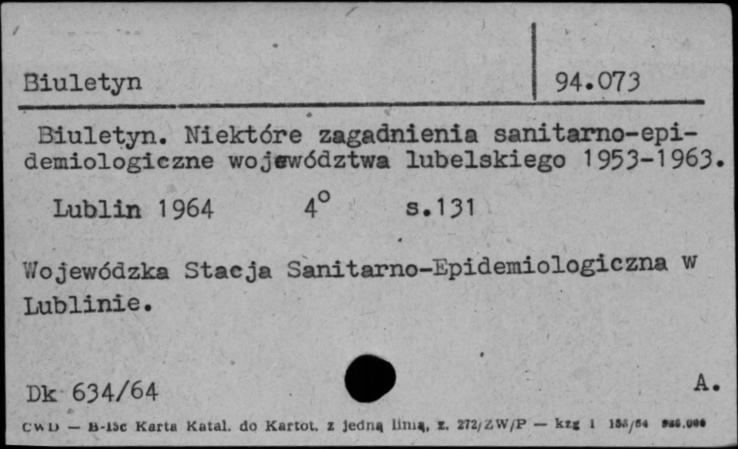 Biuletyn 94.073
Biuletyn. Niektóre zagadnienia sanitarno-epi-
demiologiczne województwa lubelskiego 1953-1963.
Lublin 1964 4° s.131
Wojewódzka Stacja Sanitarno-Epidemiologiczna w
Lublinie.
Dk 634/64 A.
CWD — B-15c Karta Katal. do Kartot. z jedną linią, z. 272/ZW/P — kzg 1